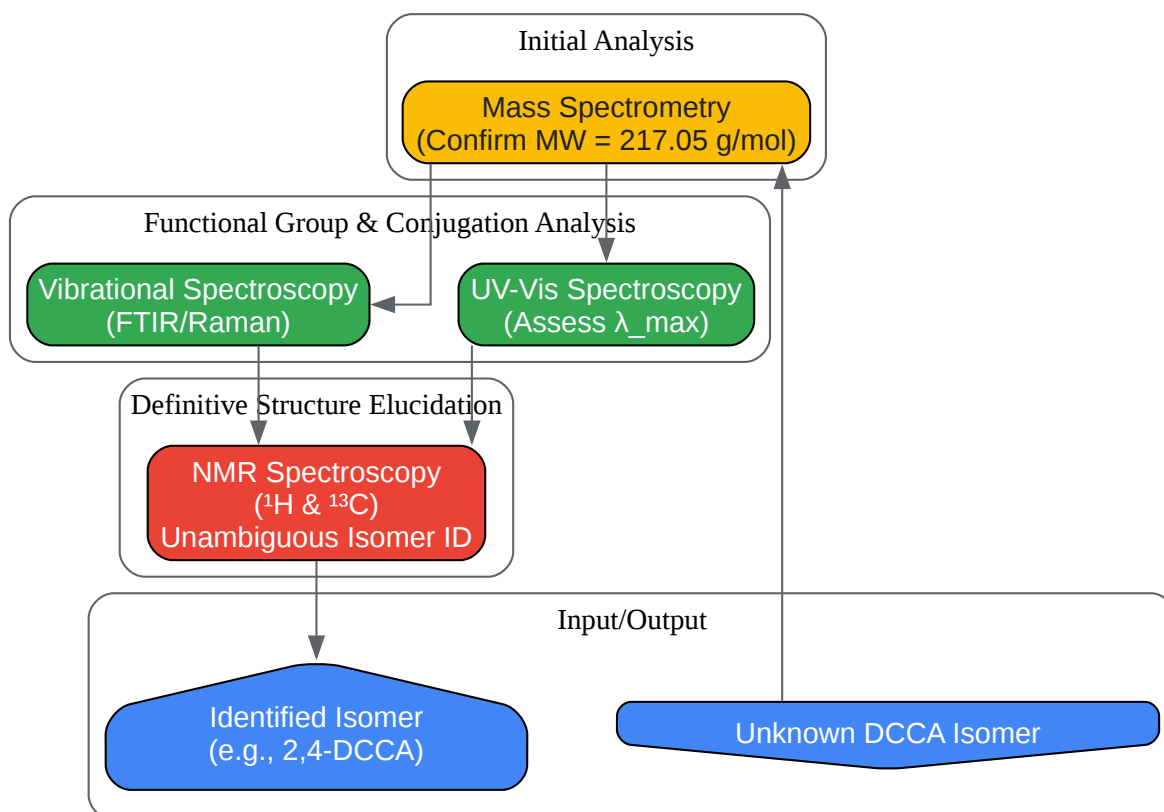 Initial Analysis
Mass Spectrometry
(Confirm MW = 217.05 g/mol)
Functional Group & Conjugation Analysis
Vibrational Spectroscopy
(FTIR/Raman)
UV-Vis Spectroscopy
(Assess λ_max)
Definitive Structure Elucidation
NMR Spectroscopy
(¹H & ¹³C)
Unambiguous Isomer ID
Input/Output
Identified Isomer
(e.g., 2,4-DCCA)
Unknown DCCA Isomer